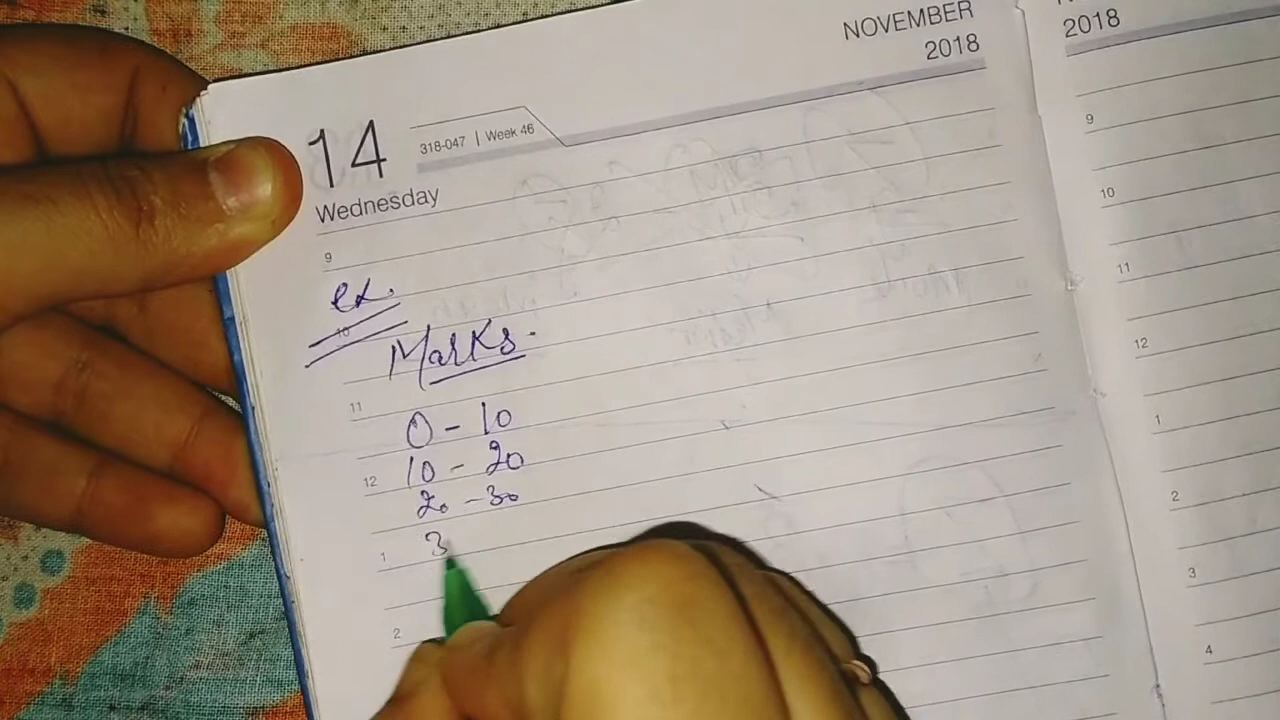 NOVEMBER
2018
14
318-047 | Week 46
Wednesday
9
ex.
10
Marks.
11
0 - 10
12
10 - 20
20 - 30
1
3
2
2018
9
10
11
12
1
2
3
4